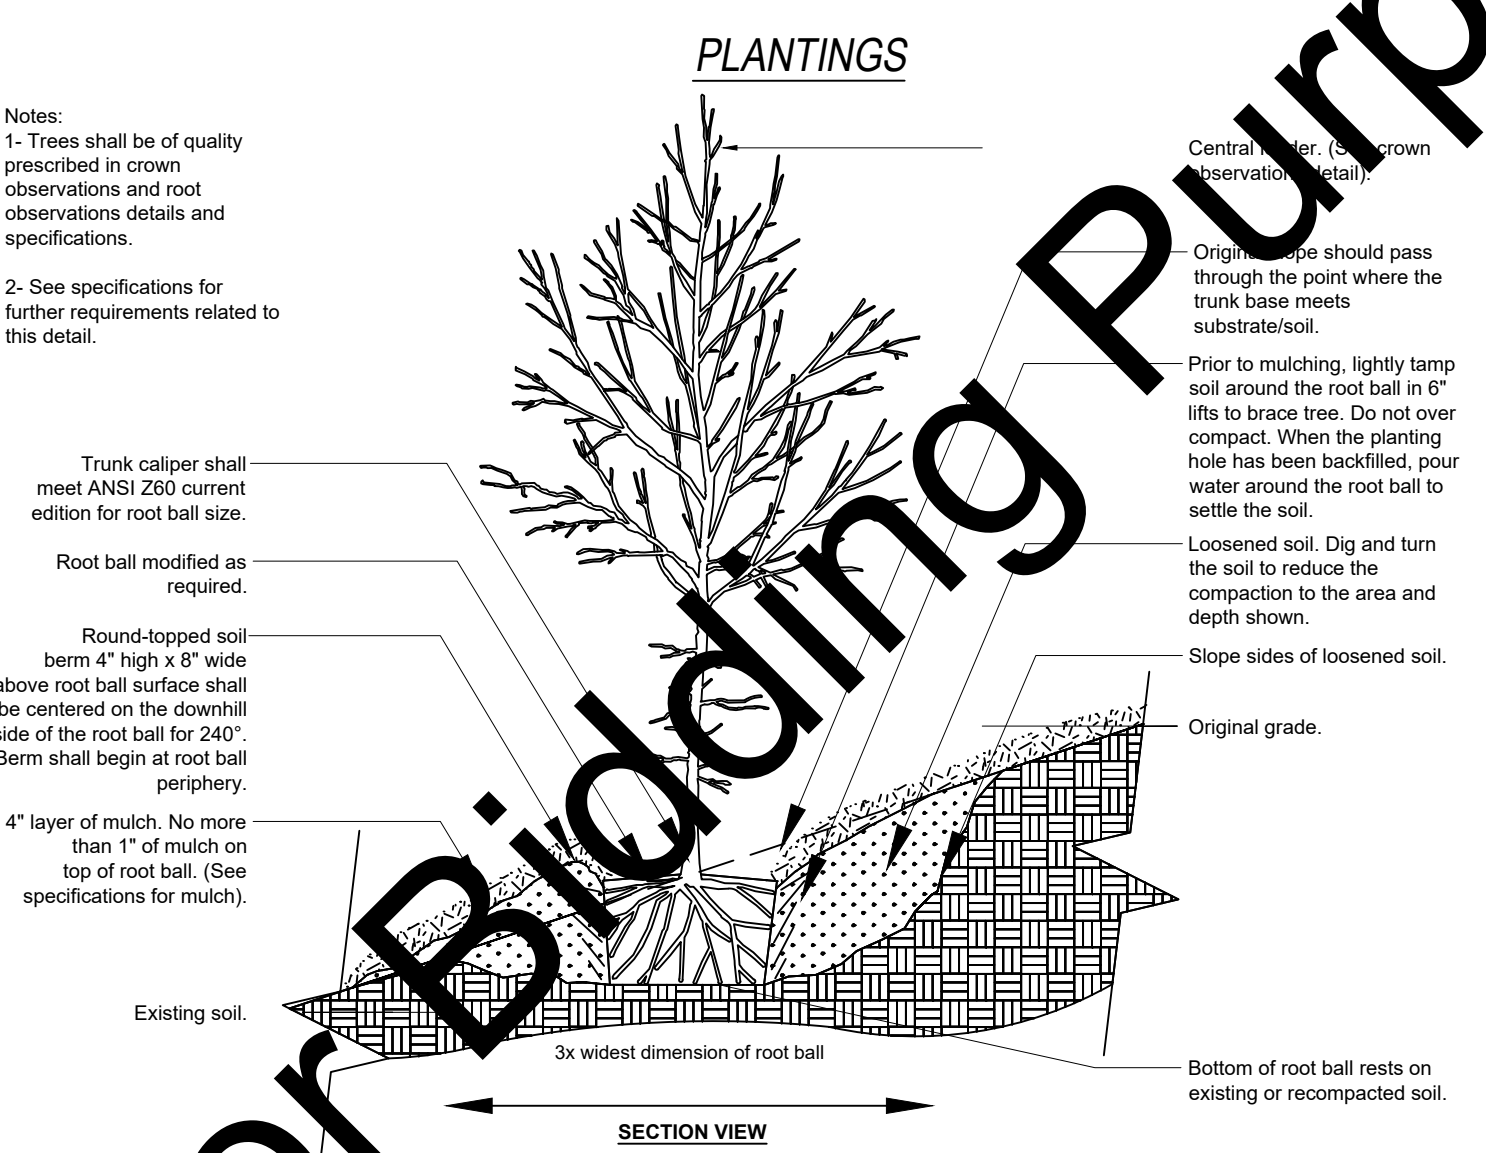 PLANTINGS
Notes:
1- Trees shall be of quality
prescribed in crown
observations and root
observations details and
specifications.
2- See specifications for
further requirements related to
this detail.
Trunk caliper shall
meet ANSI Z60 current
edition for root ball size.
Root ball modified as
required.
Round-topped soil
berm 4" high x 8" wide
above root ball surface shall
be centered on the downhill
side of the root ball for 240°.
Berm shall begin at root ball
periphery.
4" layer of mulch. No more
than 1" of mulch on
top of root ball. (See
specifications for mulch).
Existing soil.
Central (See crown
observations detail).
Original slope should pass
through the point where the
trunk base meets
substrate/soil.
Prior to mulching, lightly tamp
soil around the root ball in 6"
lifts to brace tree. Do not over
compact. When the planting
hole has been backfilled, pour
water around the root ball to
settle the soil.
Loosened soil. Dig and turn
the soil to reduce the
compaction to the area and
depth shown.
Slope sides of loosened soil.
Original grade.
Bottom of root ball rests on
existing or recompacted soil.
3x widest dimension of root ball
SECTION VIEW
or Bidding Purp